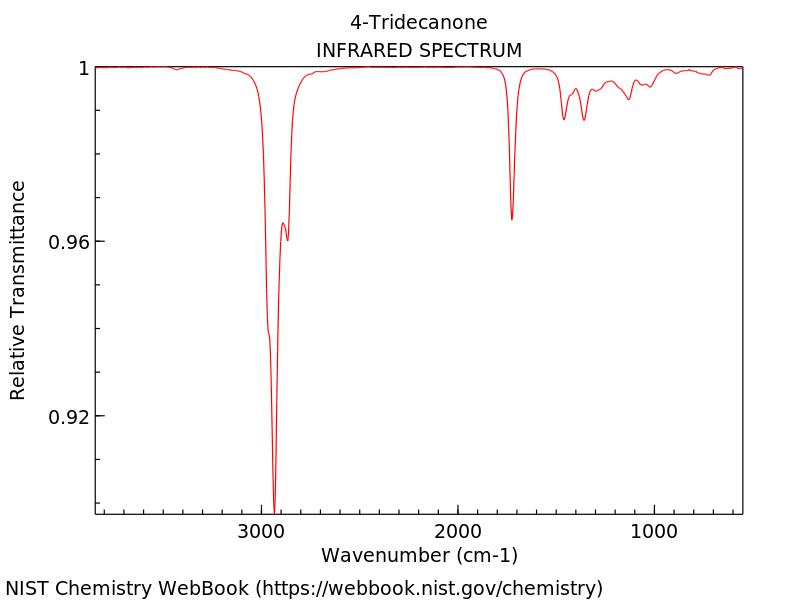 4-Tridecanone
INFRARED SPECTRUM
1
0.96
0.92
Relative Transmittance
3000 2000 1000
Wavenumber (cm-1)
NIST Chemistry WebBook (https://webbook.nist.gov/chemistry)